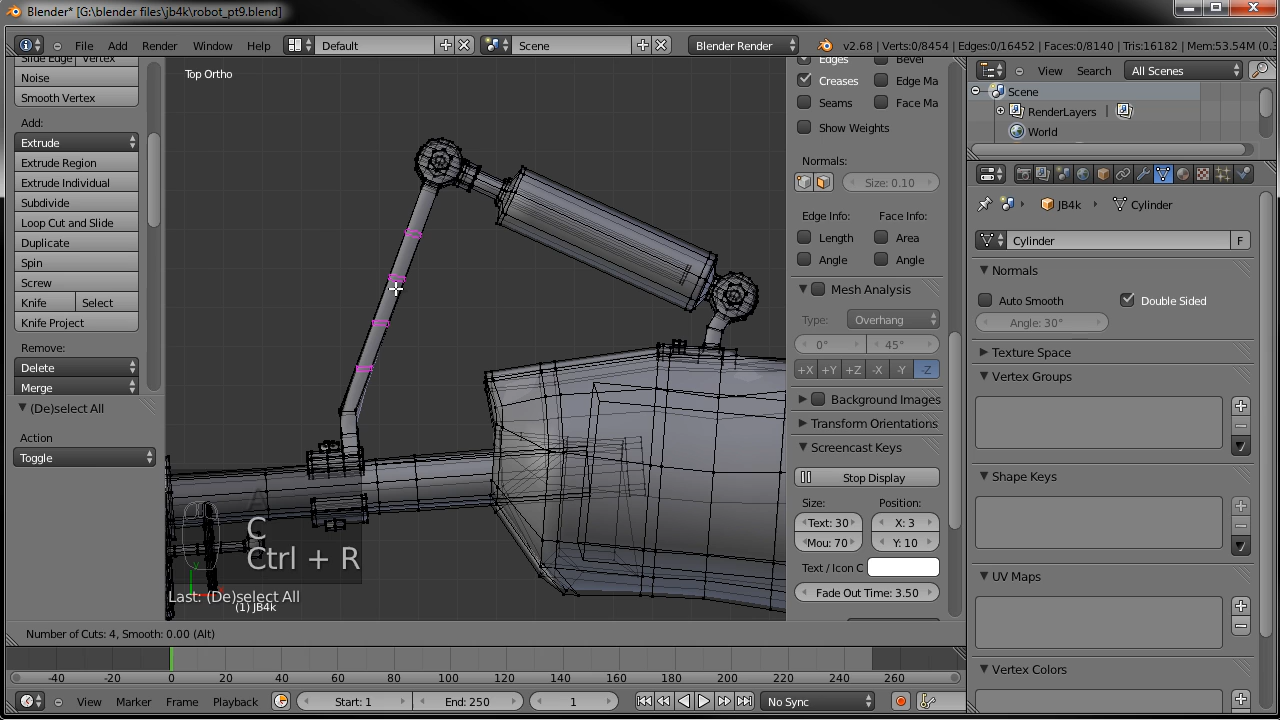 Blender* [G:\blender files\jb4k\robot_pt9.blend]
File Add Render Window Help Default Scene Blender Render v2.68 | Verts:0/8454 | Edges:0/16452 | Faces:0/8140 | Tris:16182 | Mem:53.54M (0.
Slide Edge Vertex
Noise
Smooth Vertex
Add:
Extrude
Extrude Region
Extrude Individual
Subdivide
Loop Cut and Slide
Duplicate
Spin
Screw
Knife Select
Knife Project
Remove:
Delete
Merge
(De)select All
Action
Toggle
Top Ortho
A
C
Ctrl + R
Last: (De)select All
(1) JB4k
Edges Bevel
Creases Edge Ma
Seams Face Ma
Show Weights
Normals:
Size: 0.10
Edge Info: Face Info:
Length Area
Angle Angle
Mesh Analysis
Type: Overhang
0° 45°
+X +Y +Z -X -Y -Z
Background Images
Transform Orientations
Screencast Keys
Stop Display
Size: Position:
Text: 30 X: 3
Mou: 70 Y: 10
Text / Icon C
Fade Out Time: 3.50
View Search All Scenes
Scene
RenderLayers |
World
JB4k Cylinder
Cylinder F
Normals
Auto Smooth Double Sided
Angle: 30°
Texture Space
Vertex Groups
Shape Keys
UV Maps
Vertex Colors
Number of Cuts: 4, Smooth: 0.00 (Alt)
-40 -20 0 20 40 60 80 100 120 140 160 180 200 220 240 260
View Marker Frame Playback Start: 1 End: 250 1 No Sync